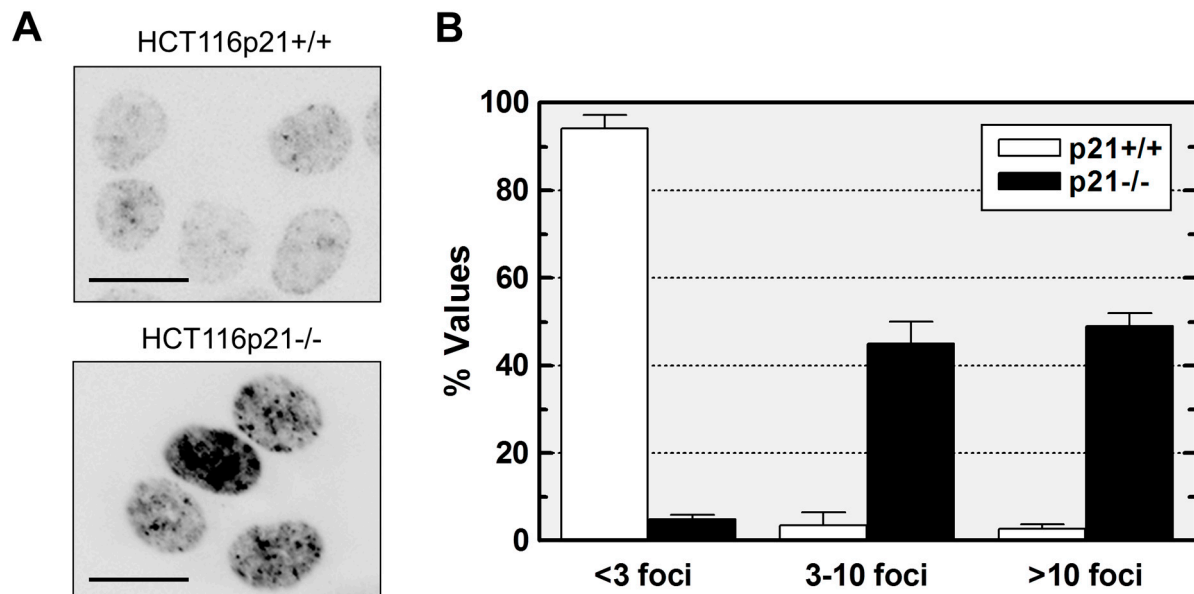 A
HCT116p21+/+
HCT116p21-/-
B
% Values
100
80
60
40
20
0
p21+/+
p21-/-
<3 foci
3-10 foci
>10 foci